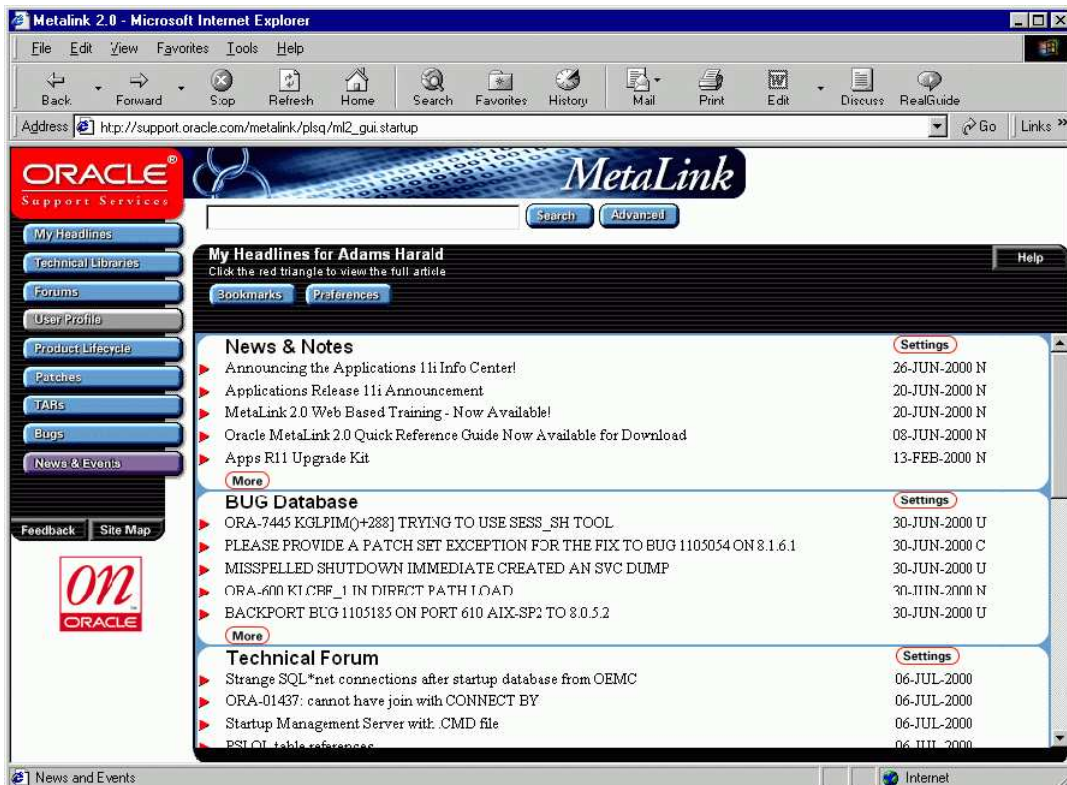 Metalink 2.0 - Microsoft Internet Explorer
File Edit View Favorites Tools Help
Back Forward Stop Refresh Home Search Favorites History Mail Print Edit Discuss RealGuide
Address http://support.oracle.com/metalink/plsq/ml2_gui.startup Go Links »
ORACLE®
Support Services
MetaLink
Search Advanced
My Headlines
Technical Libraries
Forums
User Profile
Product Lifecycle
Patches
TARs
Bugs
News & Events
Feedback Site Map
on
ORACLE
My Headlines for Adams Harald
Click the red triangle to view the full article
Help
Bookmarks Preferences
News & Notes Settings
Announcing the Applications 11i Info Center! 26-JUN-2000 N
Applications Release 11i Announcement 20-JUN-2000 N
MetaLink 2.0 Web Based Training - Now Available! 20-JUN-2000 N
Oracle MetaLink 2.0 Quick Reference Guide Now Available for Download 08-JUN-2000 N
Apps R11 Upgrade Kit 13-FEB-2000 N
More
BUG Database Settings
ORA-7445 KGLPIM()+288] TRYING TO USE SESS_SH TOOL 30-JUN-2000 U
PLEASE PROVIDE A PATCH SET EXCEPTION FOR THE FIX TO BUG 1105054 ON 8.1.6.1 30-JUN-2000 C
MISSPELLED SHUTDOWN IMMEDIATE CREATED AN SVC DUMP 30-JUN-2000 U
ORA-600 KLCBF_1 IN DIRECT PATH LOAD 30-JUN-2000 N
BACKPORT BUG 1105185 ON PORT 610 AIX-SP2 TO 8.0.5.2 30-JUN-2000 U
More
Technical Forum Settings
Strange SQL*net connections after startup database from OEMC 06-JUL-2000
ORA-01437: cannot have join with CONNECT BY 06-JUL-2000
Startup Management Server with .CMD file 06-JUL-2000
table references 06-JUL-2000
News and Events Internet